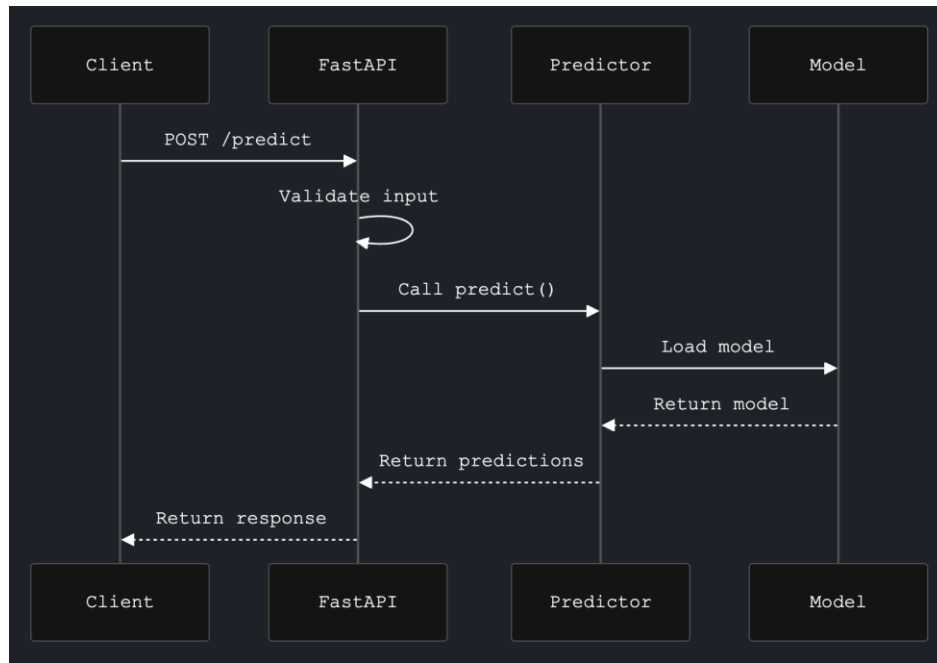 Client
FastAPI
Predictor
Model
POST /predict
Validate input
Call predict()
Load model
Return model
Return predictions
Return response
Client
FastAPI
Predictor
Model